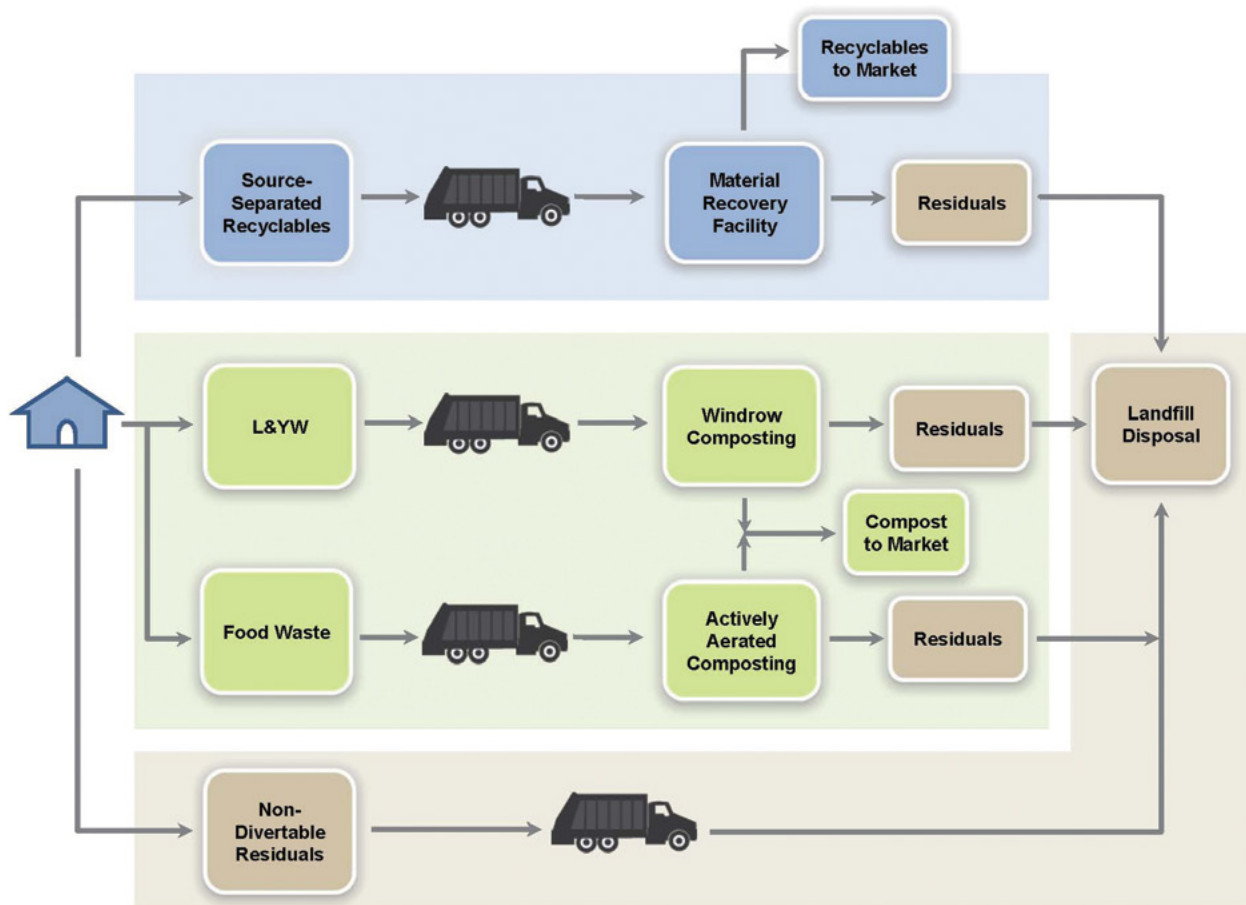 Recyclables
to Market
Source-
Separated
Recyclables
Material
Recovery
Facility
Residuals
L&YW
Windrow
Composting
Residuals
Landfill
Disposal
Compost
to Market
Food Waste
Actively
Aerated
Composting
Residuals
Non-
Divertable
Residuals